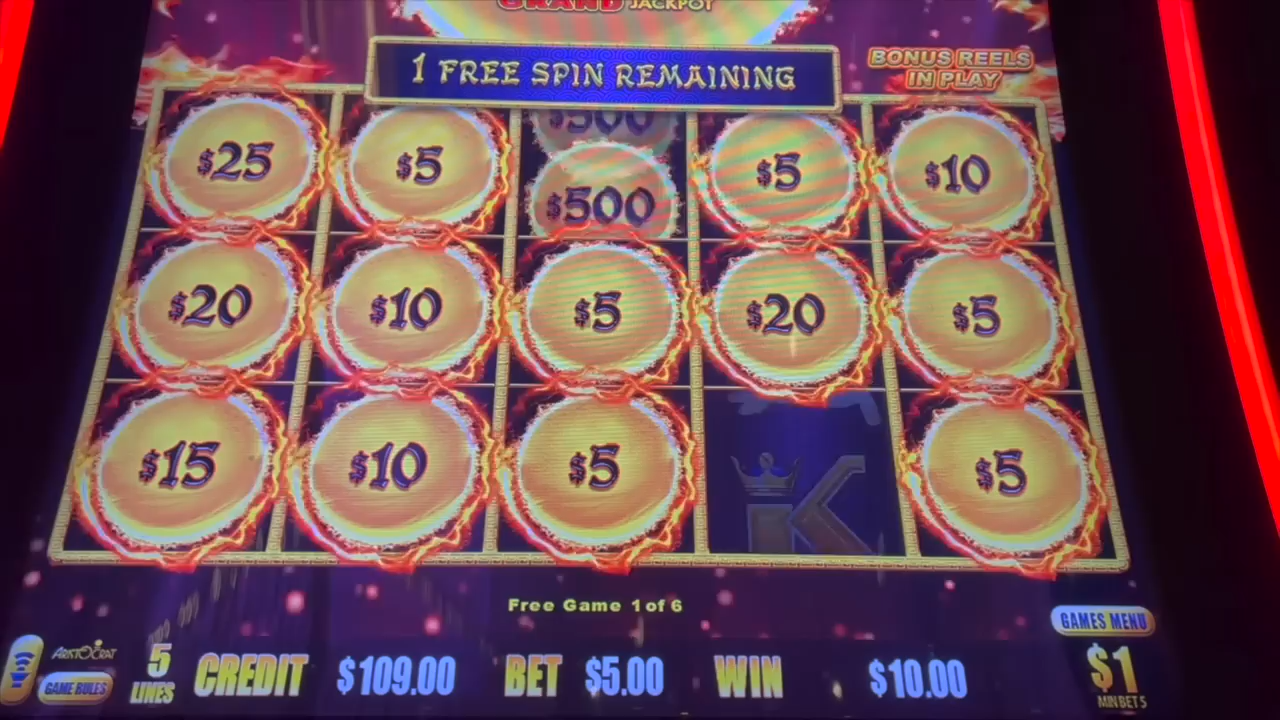 GRAND JACKPOT
1 FREE SPIN REMAINING
BONUS REELS
IN PLAY
$25 $5 $500 $5 $10
$500
$20 $10 $5 $20 $5
$15 $10 $5 K $5
Free Game 1 of 6
GAMES MENU
ARISTOCRAT
GAME RULES
5
LINES
CREDIT $109.00 BET $5.00 WIN $10.00
$1
MIN BET 5